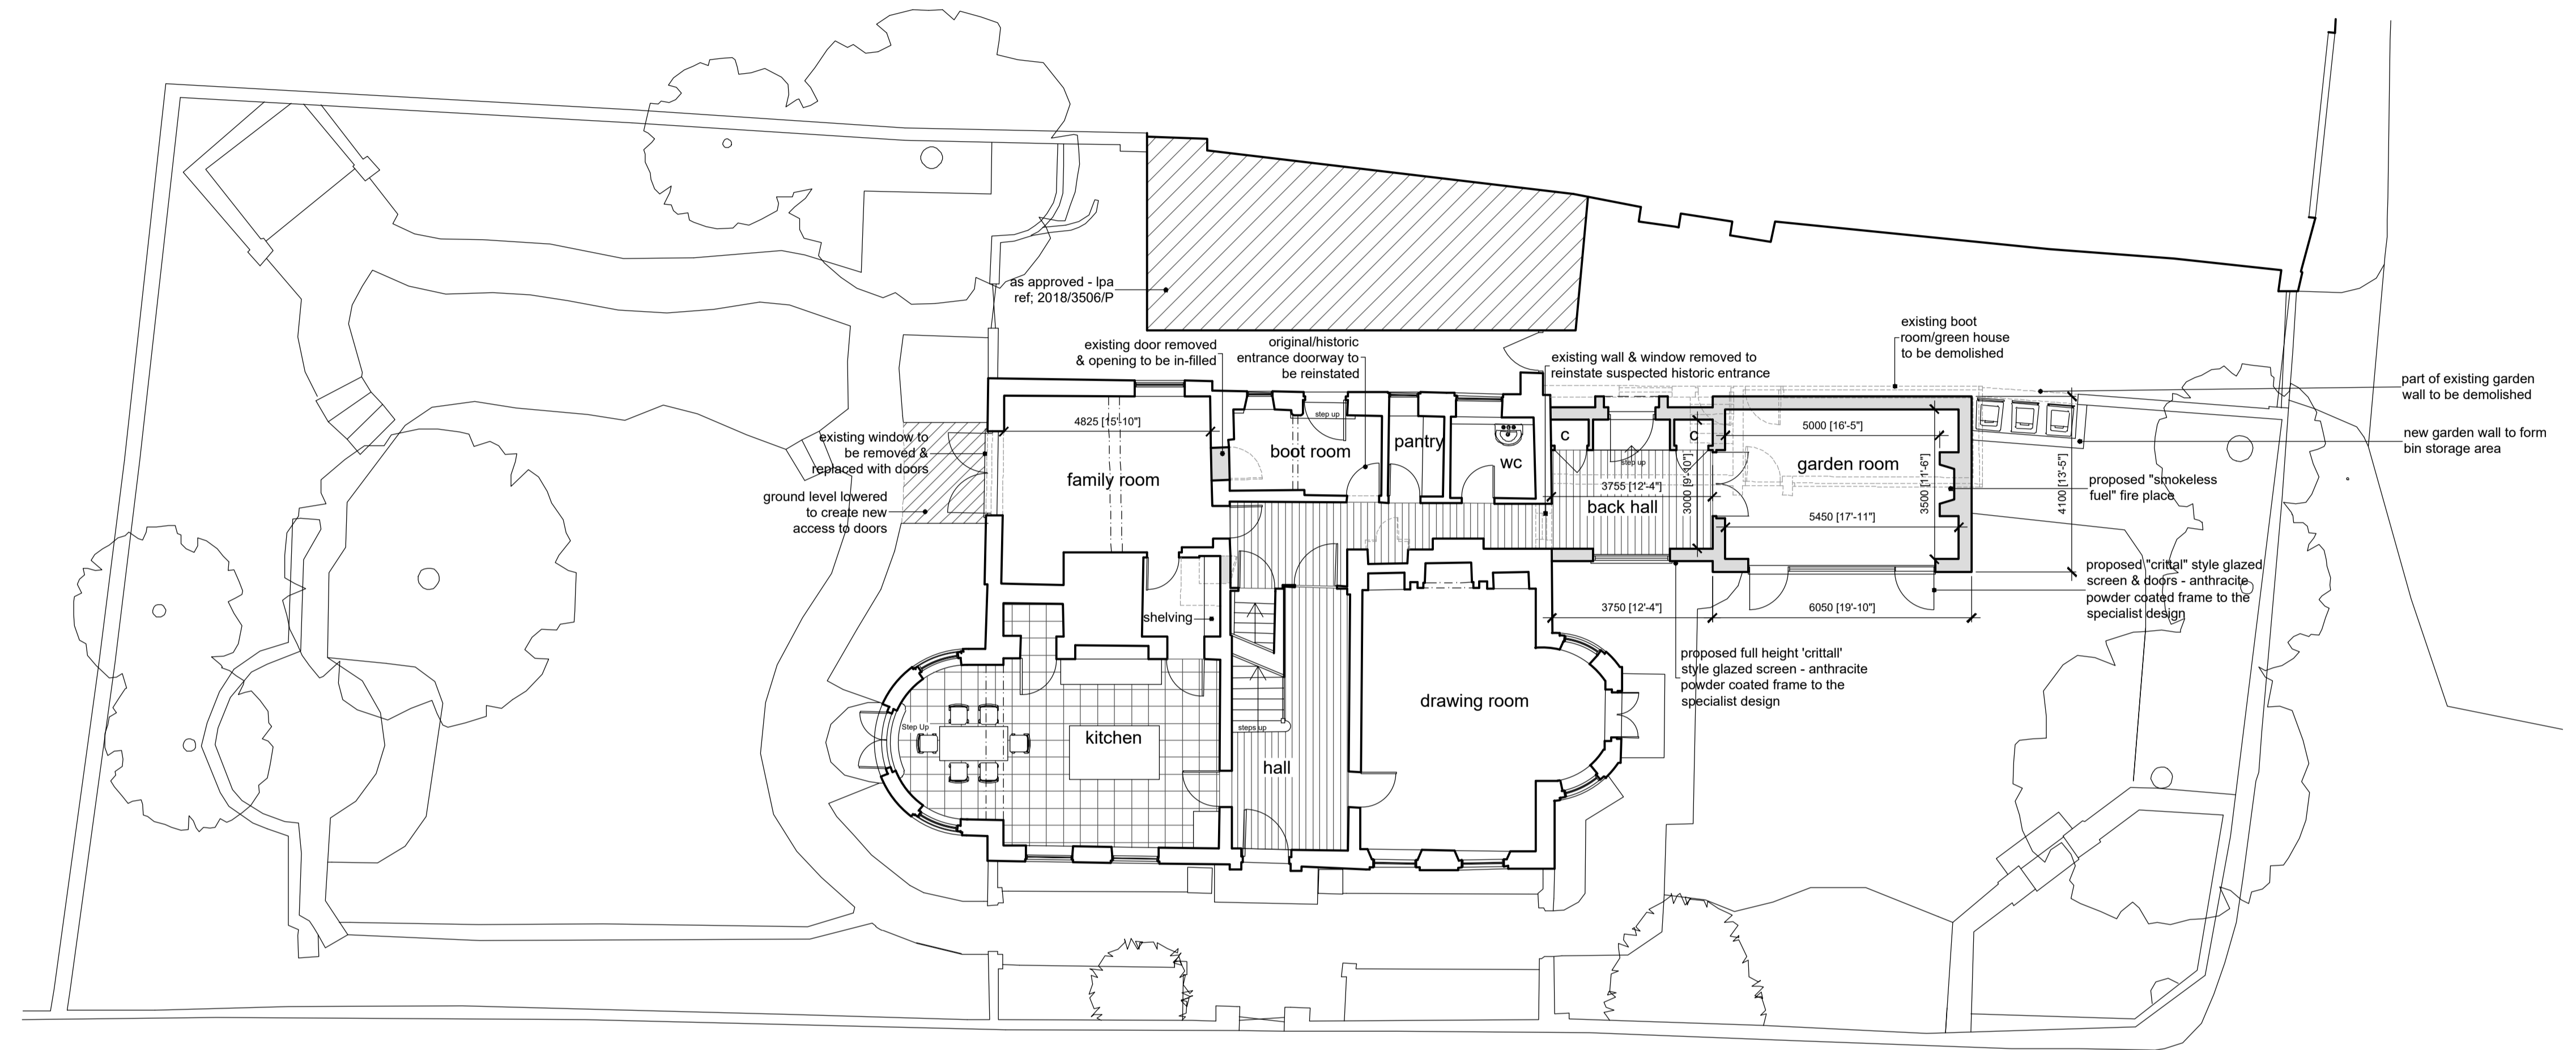 as approved - lpa
ref; 2018/3506/P
existing door removed
& opening to be in-filled
original/historic
entrance doorway to
be reinstated
existing wall & window removed to
reinstate suspected historic entrance
existing boot
room/green house
to be demolished
part of existing garden
wall to be demolished
new garden wall to form
bin storage area
proposed "smokeless
fuel" fire place
proposed "crittal" style glazed
screen & doors - anthracite
powder coated frame to the
specialist design
existing window to
be removed &
replaced with doors
ground level lowered
to create new
access to doors
4825 [15'-10"]
family room
step up
boot room
pantry
wc
c
c
step up
3755 [12'-4"]
3000 [9'-10"]
back hall
5000 [16'-5"]
garden room
3500 [11'-6"]
5450 [17'-11"]
4100 [13'-5"]
3750 [12'-4"]
6050 [19'-10"]
shelving
proposed full height 'crittall'
style glazed screen - anthracite
powder coated frame to the
specialist design
drawing room
Step Up
steps up
kitchen
hall